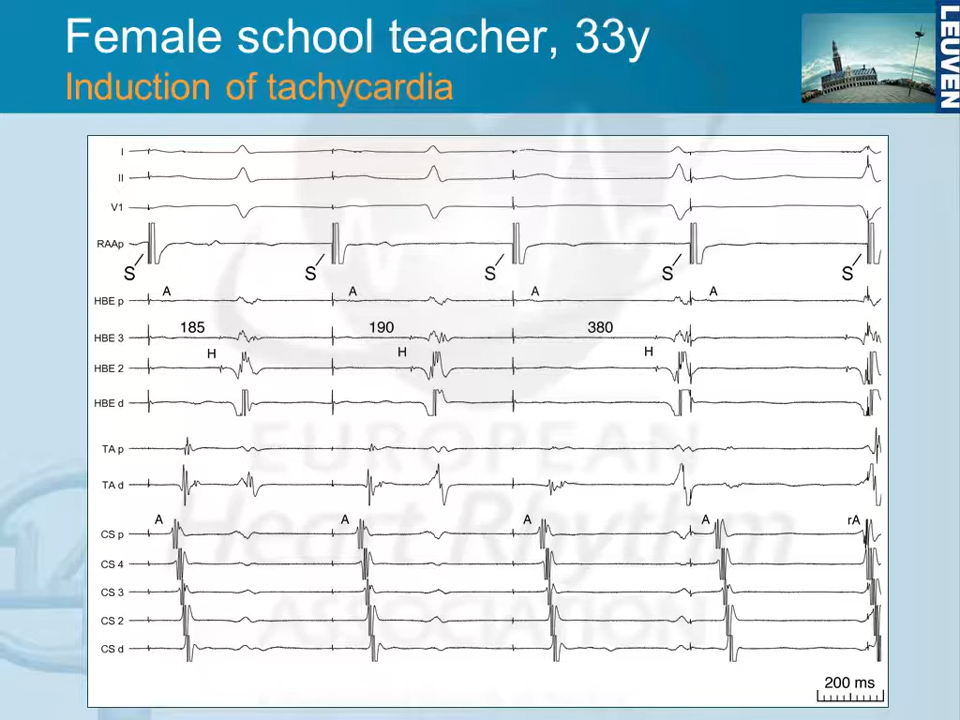 Female school teacher, 33y
Induction of tachycardia
LEUVEN
I
II
V1
RAAp
S S S S S
A A A A
HBE p
185 190 380
HBE 3
H H H
HBE 2
HBE d
TA p
TA d
A A A A rA
CS p
CS 4
CS 3
CS 2
CS d
200 ms
EUROPEAN
Heart Rhythm
ASSOCIATION